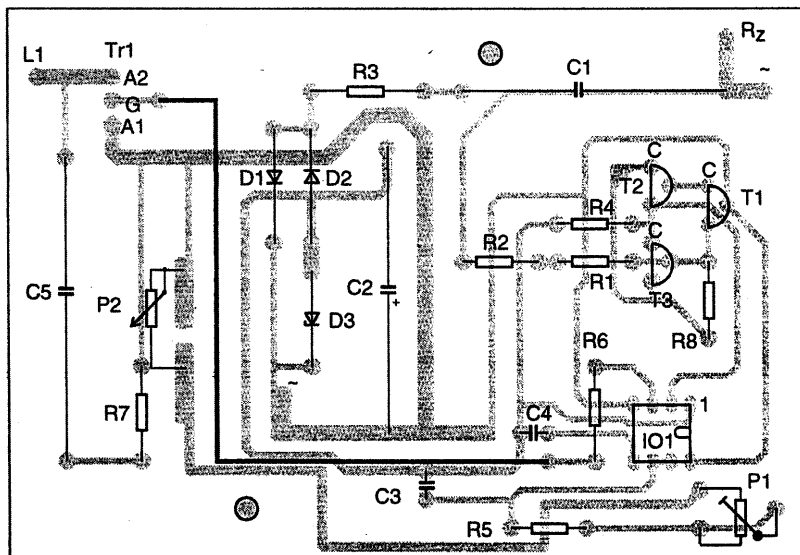 L1
Tr1
A2
G
A1
R3
C1
Rz
~
D1
D2
C
T2
C
T1
R4
C
R2
R1
T3
C5
P2
C2
+
D3
R8
R6
~
R7
C4
1
IO1
C3
P1
R5